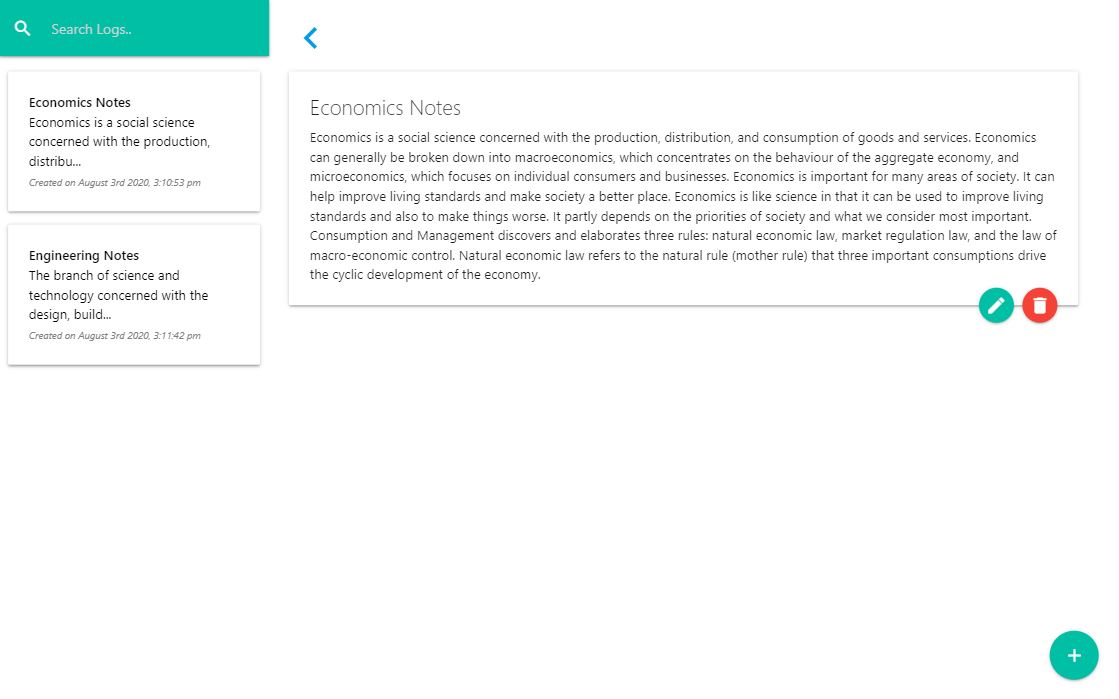 Search Logs..
Economics Notes
Economics is a social science
concerned with the production,
distribu...
Created on August 3rd 2020, 3:10:53 pm
Engineering Notes
The branch of science and
technology concerned with the
design, build...
Created on August 3rd 2020, 3:11:42 pm
Economics Notes
Economics is a social science concerned with the production, distribution, and consumption of goods and services. Economics
can generally be broken down into macroeconomics, which concentrates on the behaviour of the aggregate economy, and
microeconomics, which focuses on individual consumers and businesses. Economics is important for many areas of society. It can
help improve living standards and make society a better place. Economics is like science in that it can be used to improve living
standards and also to make things worse. It partly depends on the priorities of society and what we consider most important.
Consumption and Management discovers and elaborates three rules: natural economic law, market regulation law, and the law of
macro-economic control. Natural economic law refers to the natural rule (mother rule) that three important consumptions drive
the cyclic development of the economy.